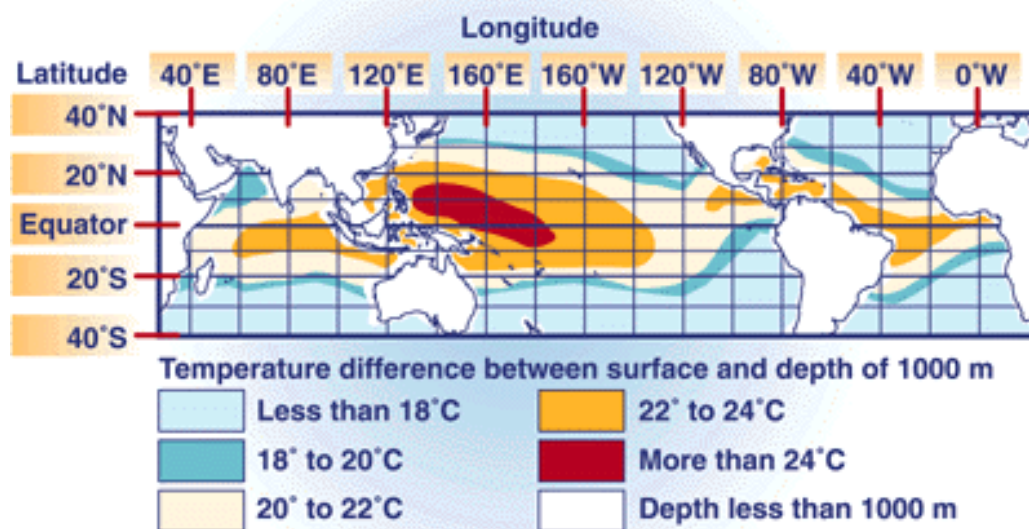 Longitude
Latitude 40°E 80°E 120°E 160°E 160°W 120°W 80°W 40°W 0°W
40°N
20°N
Equator
20°S
40°S
Temperature difference between surface and depth of 1000 m
Less than 18°C 22° to 24°C
18° to 20°C More than 24°C
20° to 22°C Depth less than 1000 m